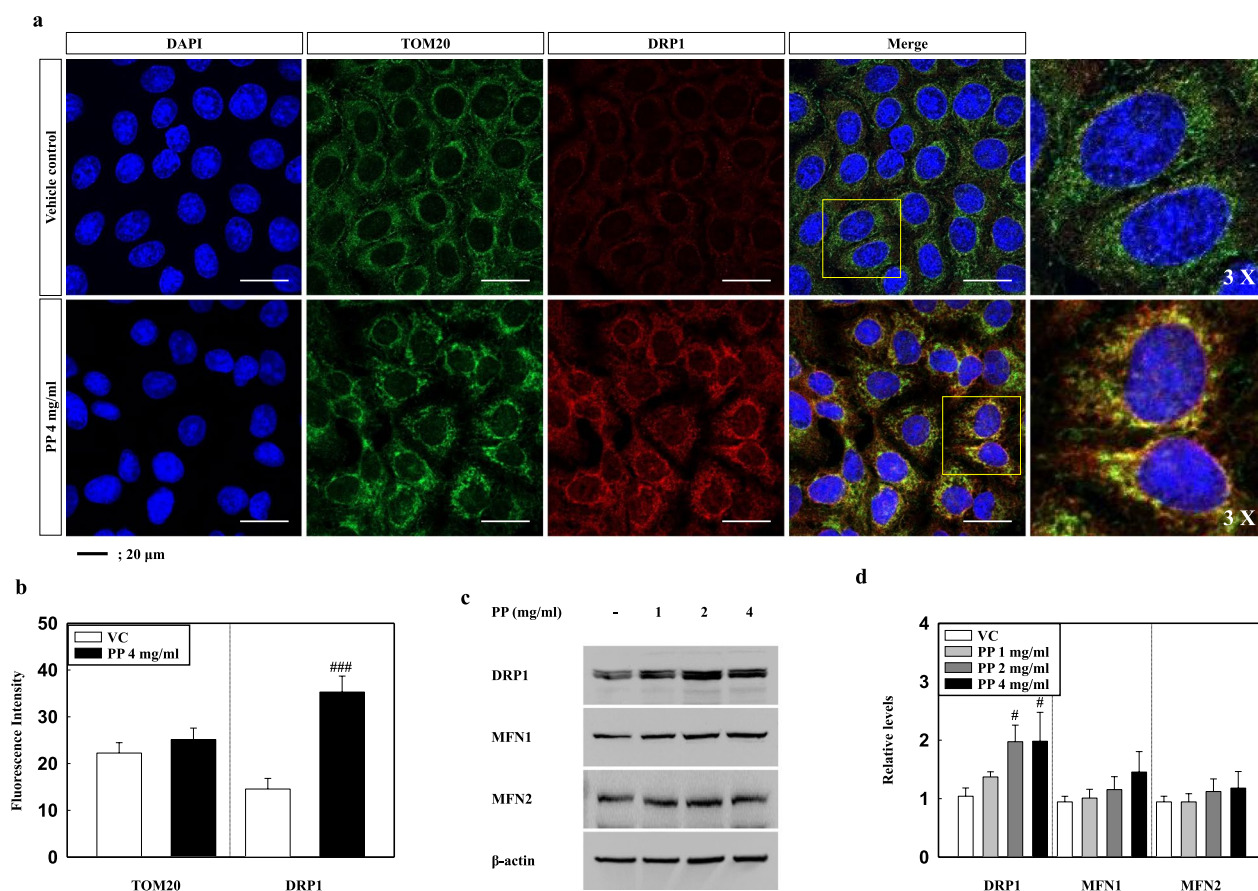 a
DAPI
TOM20
DRP1
Merge
Vehicle control
3 X
PP 4 mg/ml
3 X
; 20 μm
b
50
40
30
20
10
0
Fluorescence Intensity
VC
PP 4 mg/ml
###
TOM20
DRP1
c
PP (mg/ml) - 1 2 4
DRP1
MFN1
MFN2
β-actin
d
4
3
2
1
0
Relative levels
VC
PP 1 mg/ml
PP 2 mg/ml
PP 4 mg/ml
# #
DRP1
MFN1
MFN2